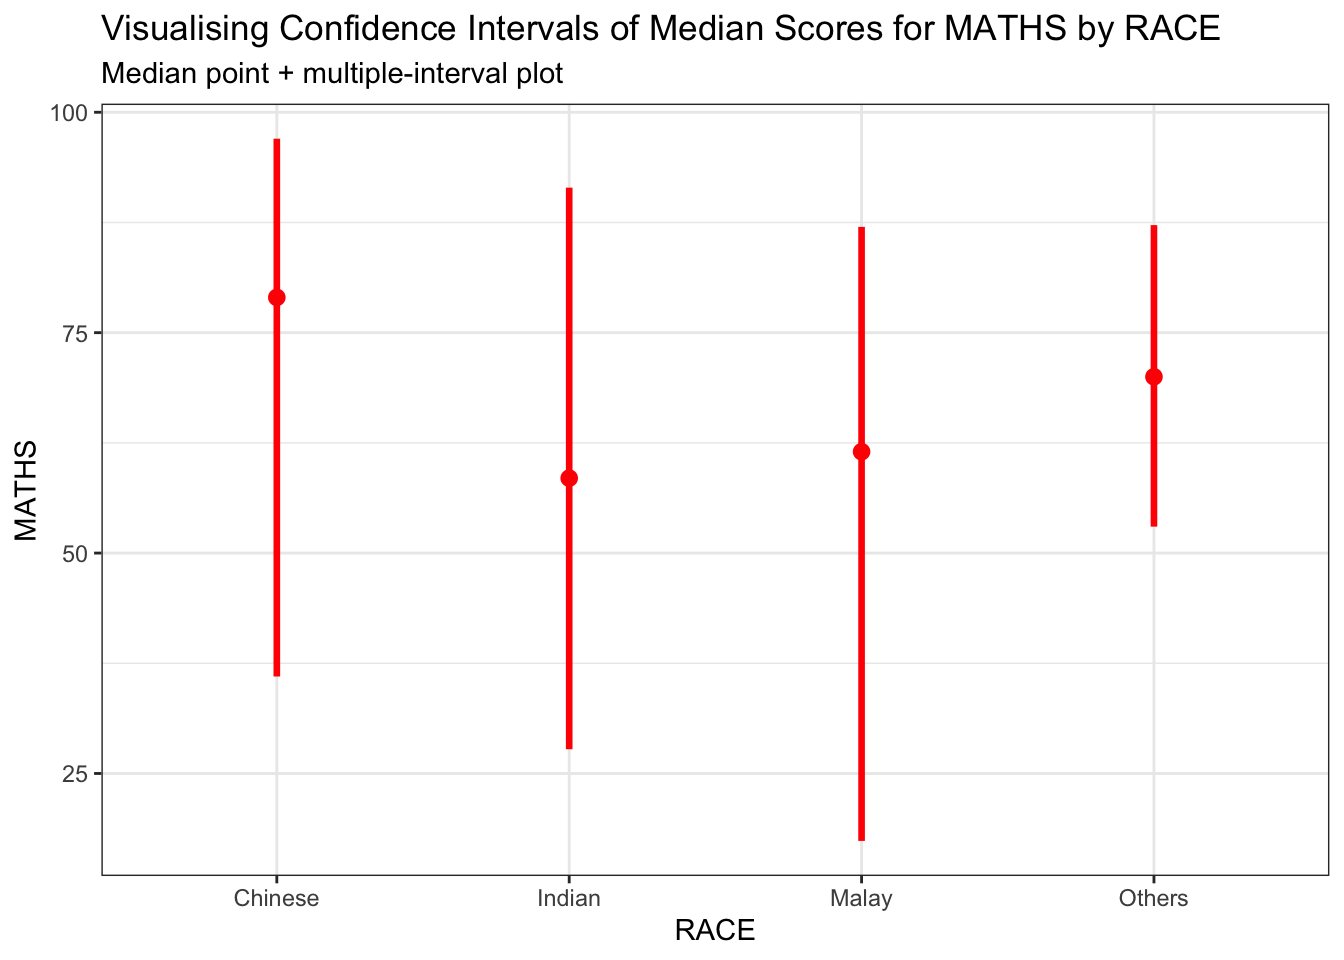 Visualising Confidence Intervals of Median Scores for MATHS by RACE
Median point + multiple-interval plot
MATHS
100
75
50
25
Chinese Indian Malay Others
RACE